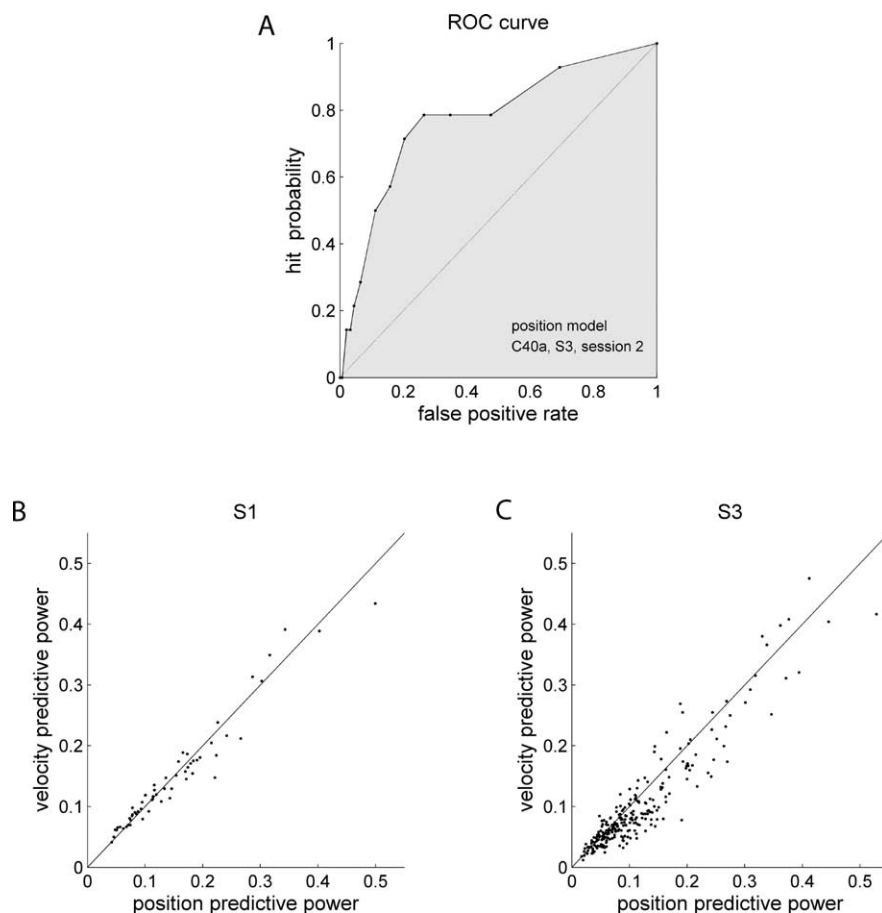 A
ROC curve
1
0.8
0.6
0.4
0.2
0
hit probability
position model
C40a, S3, session 2
0 0.2 0.4 0.6 0.8 1
false positive rate
B
S1
0.5
0.4
0.3
0.2
0.1
0
velocity predictive power
0 0.1 0.2 0.3 0.4 0.5
position predictive power
C
S3
0.5
0.4
0.3
0.2
0.1
0
velocity predictive power
0 0.1 0.2 0.3 0.4 0.5
position predictive power